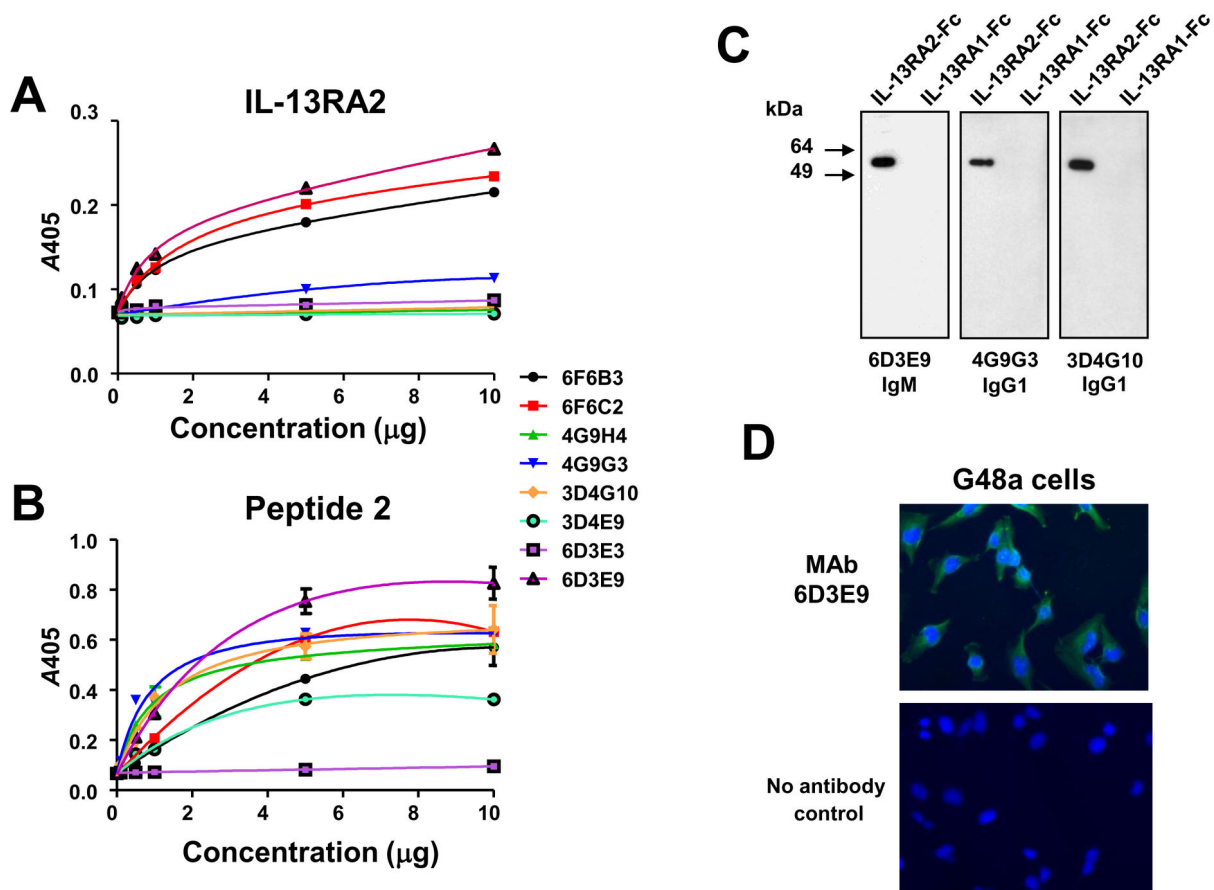 A
IL-13RA2
0.3
0.2
0.1
0.0
A405
0 2 4 6 8 10
Concentration (μg)
B
Peptide 2
1.0
0.8
0.6
0.4
0.2
0.0
A405
0 2 4 6 8 10
Concentration (μg)
6F6B3
6F6C2
4G9H4
4G9G3
3D4G10
3D4E9
6D3E3
6D3E9
C
IL-13RA2-Fc
IL-13RA1-Fc
IL-13RA2-Fc
IL-13RA1-Fc
IL-13RA2-Fc
IL-13RA1-Fc
kDa
64
49
6D3E9
IgM
4G9G3
IgG1
3D4G10
IgG1
D
G48a cells
MAb
6D3E9
No antibody
control